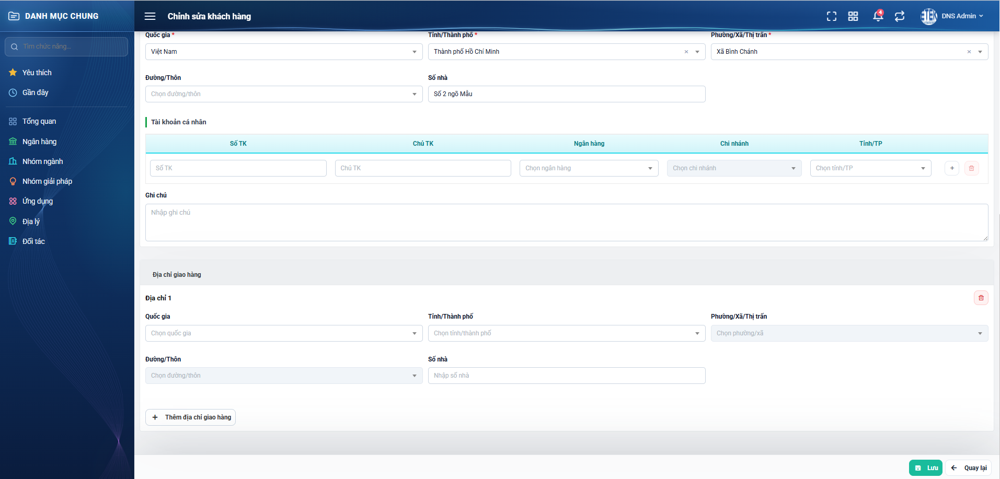 DANH MỤC CHUNG
Chỉnh sửa khách hàng
4
DNS Admin
Tìm chức năng...
Yêu thích
Gần đây
Tổng quan
Ngân hàng
Nhóm ngành
Nhóm giải pháp
Ứng dụng
Địa lý
Đối tác
Quốc gia *
Tỉnh/Thành phố *
Phường/Xã/Thị trấn *
Việt Nam
Thành phố Hồ Chí Minh
Xã Bình Chánh
Đường/Thôn
Số nhà
Chọn đường/thôn
Số 2 ngõ Mẫu
Tài khoản cá nhân
Số TK
Chủ TK
Ngân hàng
Chi nhánh
Tỉnh/TP
Số TK
Chủ TK
Chọn ngân hàng
Chọn chi nhánh
Chọn tỉnh/TP
Ghi chú
Nhập ghi chú
Địa chỉ giao hàng
Địa chỉ 1
Quốc gia
Tỉnh/Thành phố
Phường/Xã/Thị trấn
Chọn quốc gia
Chọn tỉnh/thành phố
Chọn phường/xã
Đường/Thôn
Số nhà
Chọn đường/thôn
Nhập số nhà
Thêm địa chỉ giao hàng
Lưu
Quay lại